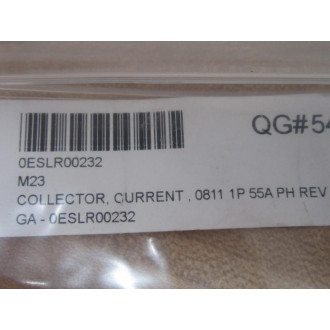 QG#54
0ESLR00232
M23
COLLECTOR, CURRENT , 0811 1P 55A PH REV
GA - 0ESLR00232